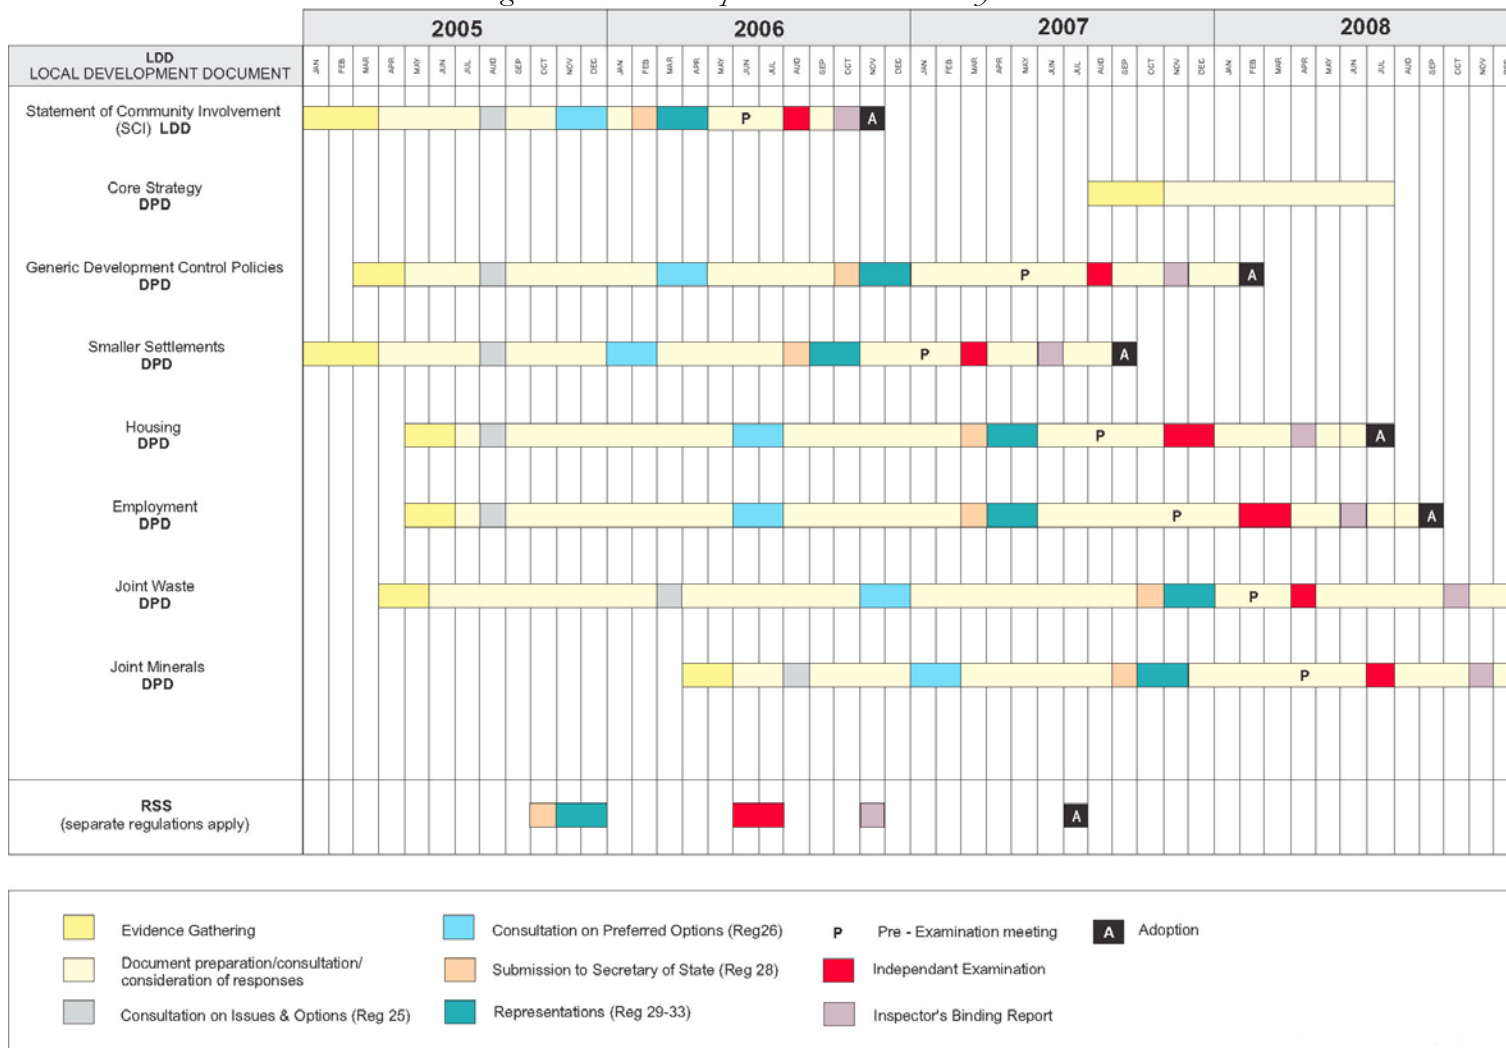 2005 2006 2007 2008
LDD
LOCAL DEVELOPMENT DOCUMENT
JAN FEB MAR APR MAY JUN JUL AUG SEP OCT NOV DEC JAN FEB MAR APR MAY JUN JUL AUG SEP OCT NOV DEC JAN FEB MAR APR MAY JUN JUL AUG SEP OCT NOV DEC JAN FEB MAR APR MAY JUN JUL AUG SEP OCT NOV
Statement of Community Involvement
(SCI) LDD
P A
Core Strategy
DPD
Generic Development Control Policies
DPD
P A
Smaller Settlements
DPD
P A
Housing
DPD
P A
Employment
DPD
P A
Joint Waste
DPD
P
Joint Minerals
DPD
P
RSS
(separate regulations apply)
A
Evidence Gathering
Document preparation/consultation/
consideration of responses
Consultation on Issues & Options (Reg 25)
Consultation on Preferred Options (Reg26)
Submission to Secretary of State (Reg 28)
Representations (Reg 29-33)
P Pre - Examination meeting
Independant Examination
Inspector's Binding Report
A Adoption